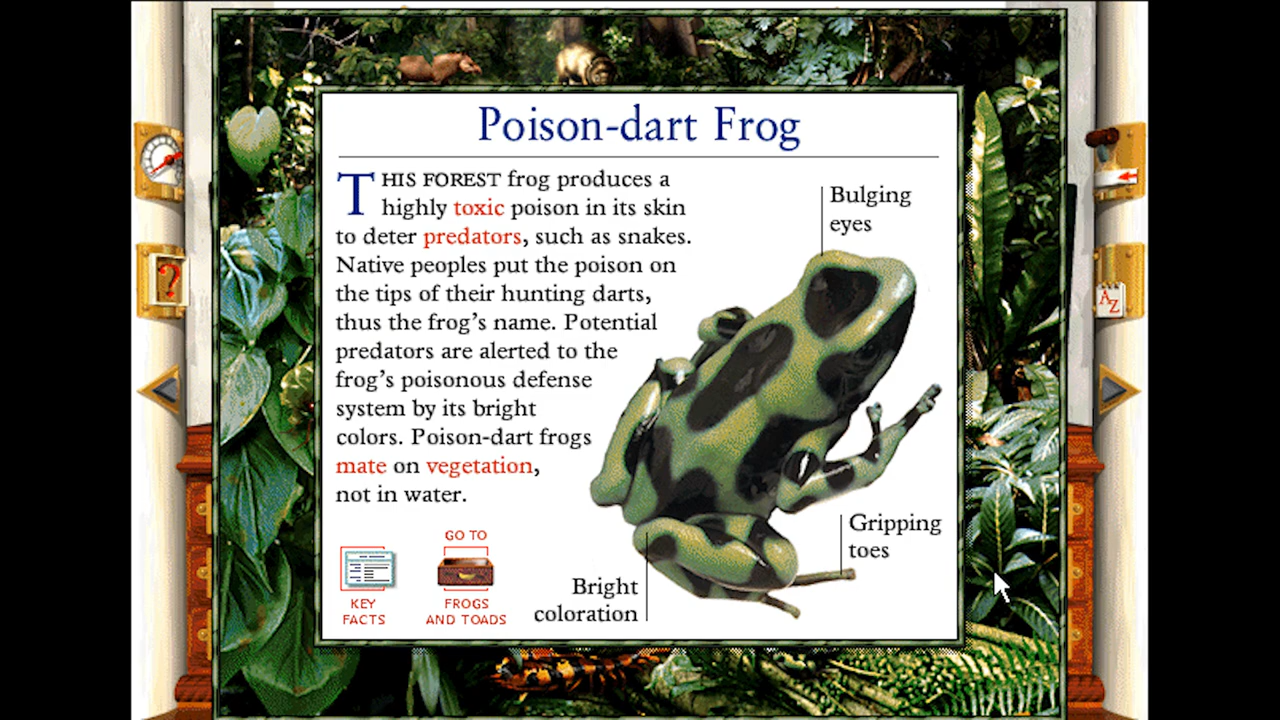 Poison-dart Frog
THIS FOREST frog produces a
highly toxic poison in its skin
to deter predators, such as snakes.
Native peoples put the poison on
the tips of their hunting darts,
thus the frog's name. Potential
predators are alerted to the
frog's poisonous defense
system by its bright
colors. Poison-dart frogs
mate on vegetation,
not in water.
Bulging
eyes
Gripping
toes
Bright
coloration
KEY
FACTS
GO TO
FROGS
AND TOADS
?
AZ